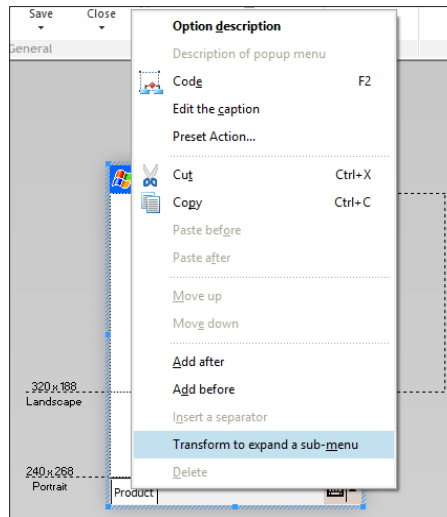 Save
Close
General
Option description
Description of popup menu
Code F2
Edit the caption
Preset Action...
Cut Ctrl+X
Copy Ctrl+C
Paste before
Paste after
Move up
Move down
Add after
Add before
Insert a separator
Transform to expand a sub-menu
Delete
320 x 188
Landscape
240 x 268
Portrait
Product